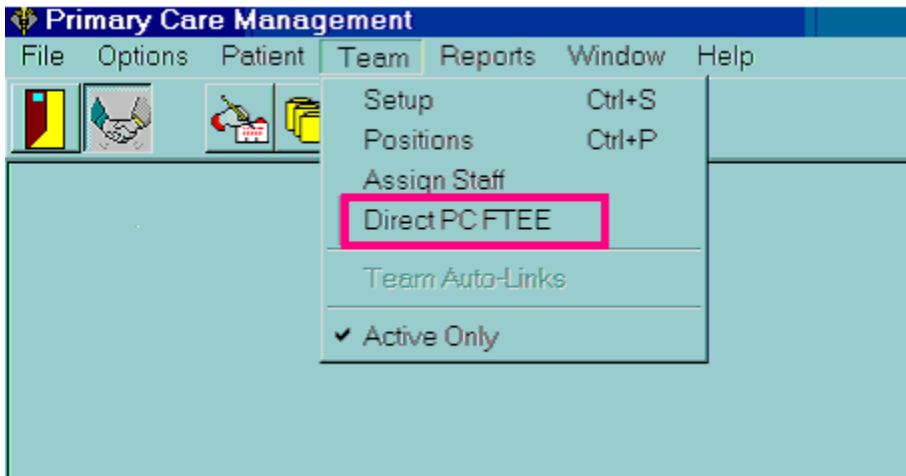 Primary Care Management
File Options Patient Team Reports Window Help
Setup Ctrl+S
Positions Ctrl+P
Assign Staff
Direct PC FTEE
Team Auto-Links
Active Only